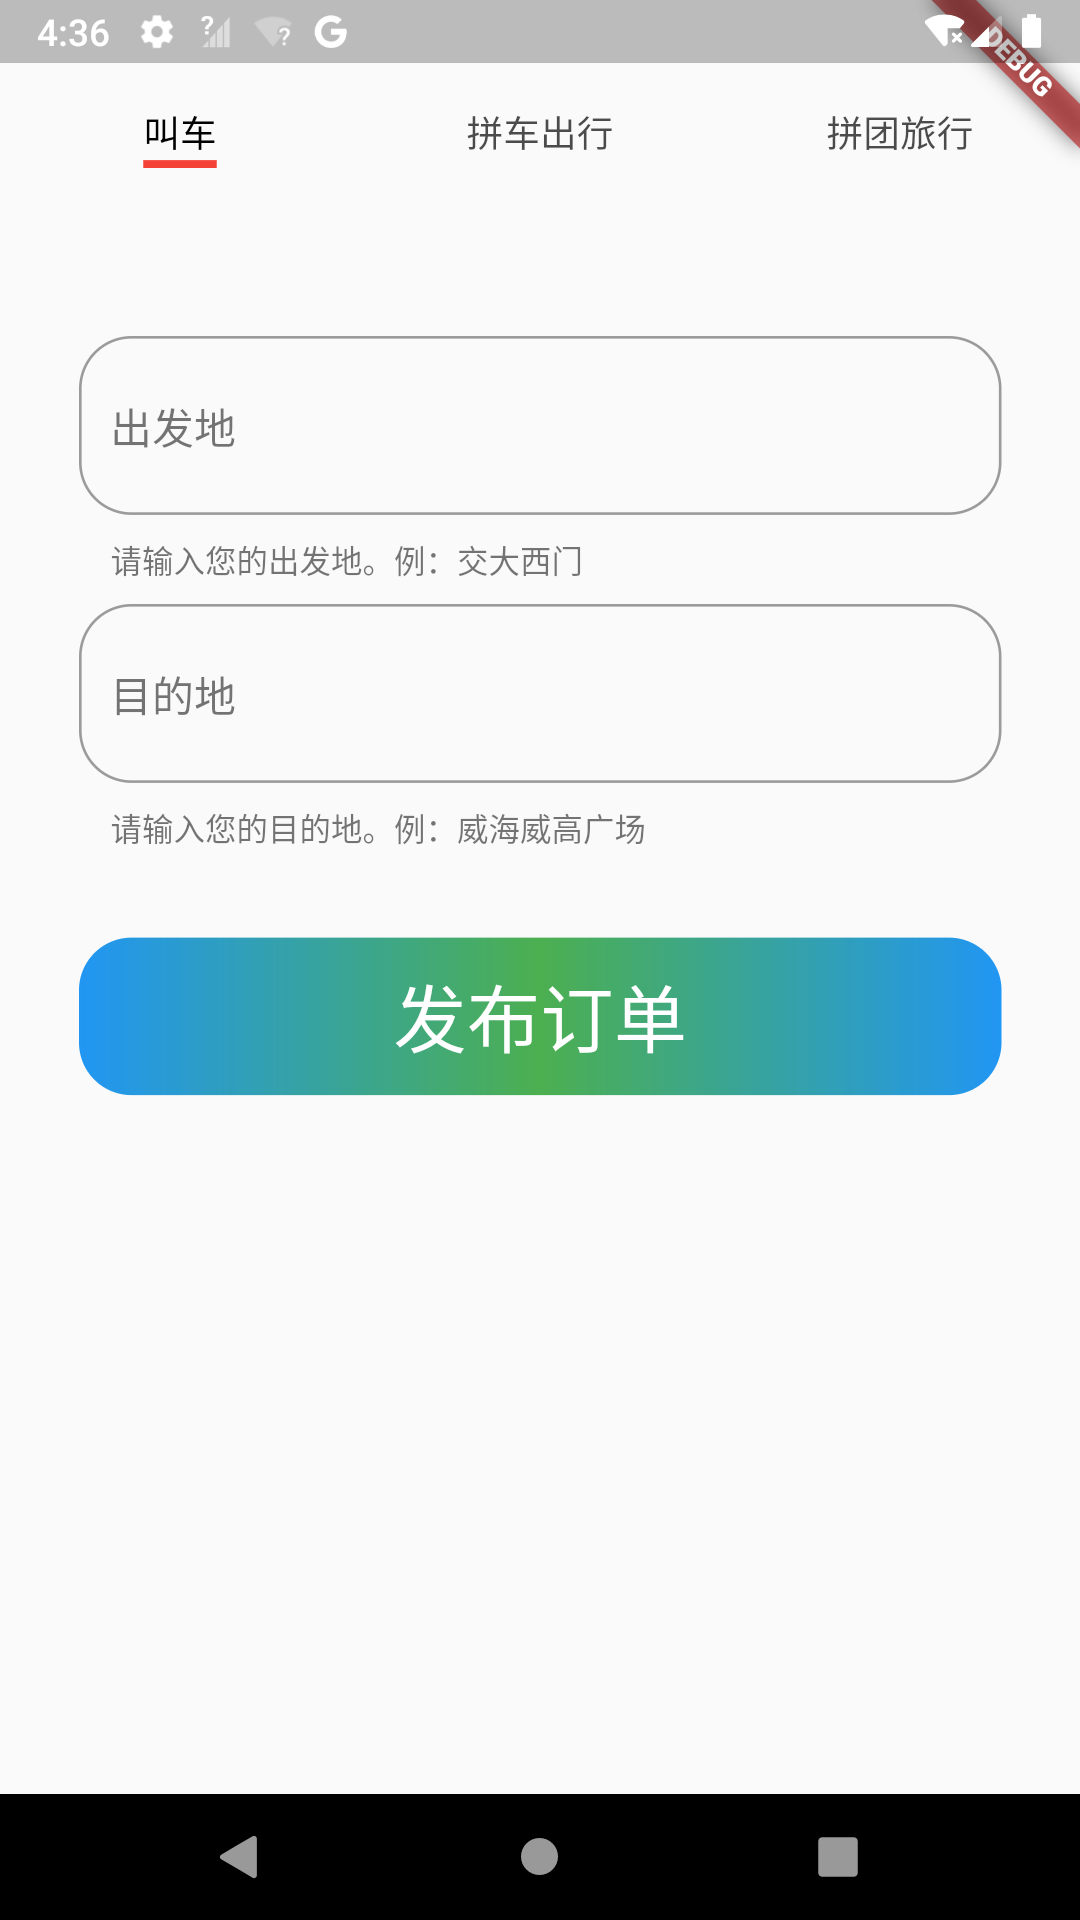 4:36
DEBUG
叫车 拼车出行 拼团旅行
出发地
请输入您的出发地。例：交大西门
目的地
请输入您的目的地。例：威海威高广场
发布订单